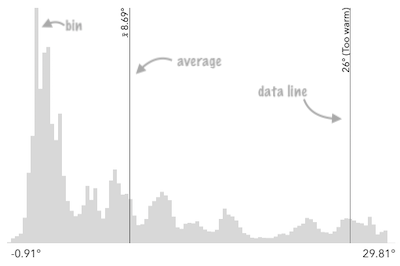 bin
x̄ 8.69°
average
26° (Too warm)
data line
-0.91°
29.81°